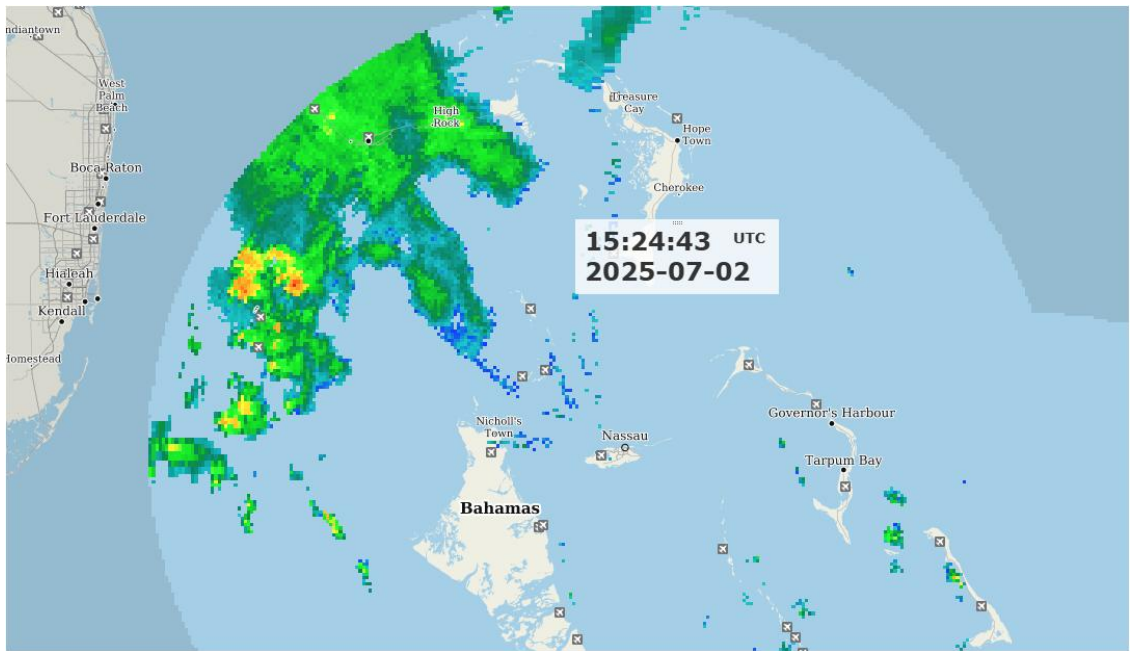 ndiantown
West
Palm
Beach
High
Rock
Treasure
Cay
Hope
Town
Boca Raton
Cherokee
Fort Lauderdale
15:24:43 UTC
2025-07-02
Hialeah
Kendall
Homestead
Governor's Harbour
Nicholl's
Town
Nassau
Tarpum Bay
Bahamas